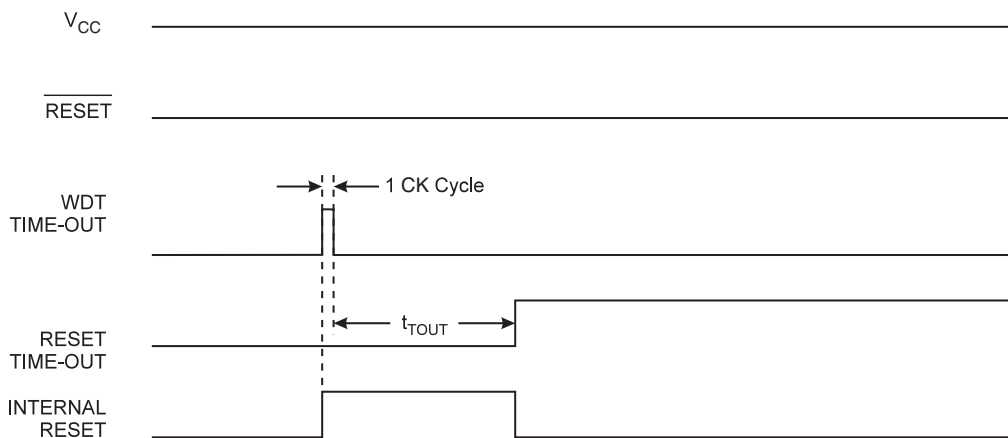 VCC
RESET
1 CK Cycle
WDT
TIME-OUT
tTOUT
RESET
TIME-OUT
INTERNAL
RESET